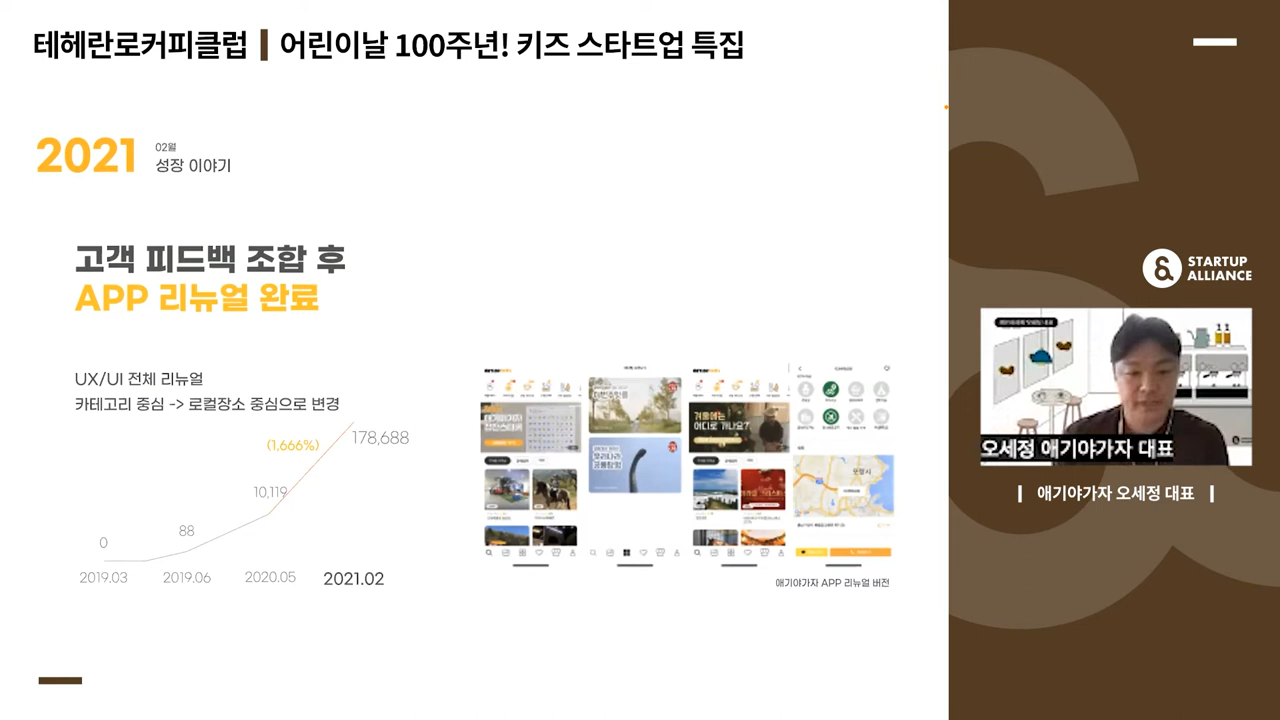 테헤란로커피클럽 | 어린이날 100주년! 키즈 스타트업 특집
2021
02월
성장 이야기
고객 피드백 조합 후
APP 리뉴얼 완료
UX/UI 전체 리뉴얼
카테고리 중심 -> 로컬장소 중심으로 변경
(1,666%)
178,688
10,119
88
0
2019.03
2019.06
2020.05
2021.02
겨울에는
어디로 가나요?
포항시
애기야가자 APP 리뉴얼 버전
STARTUP
ALLIANCE
오세정 애기야가자 대표
| 애기야가자 오세정 대표 |